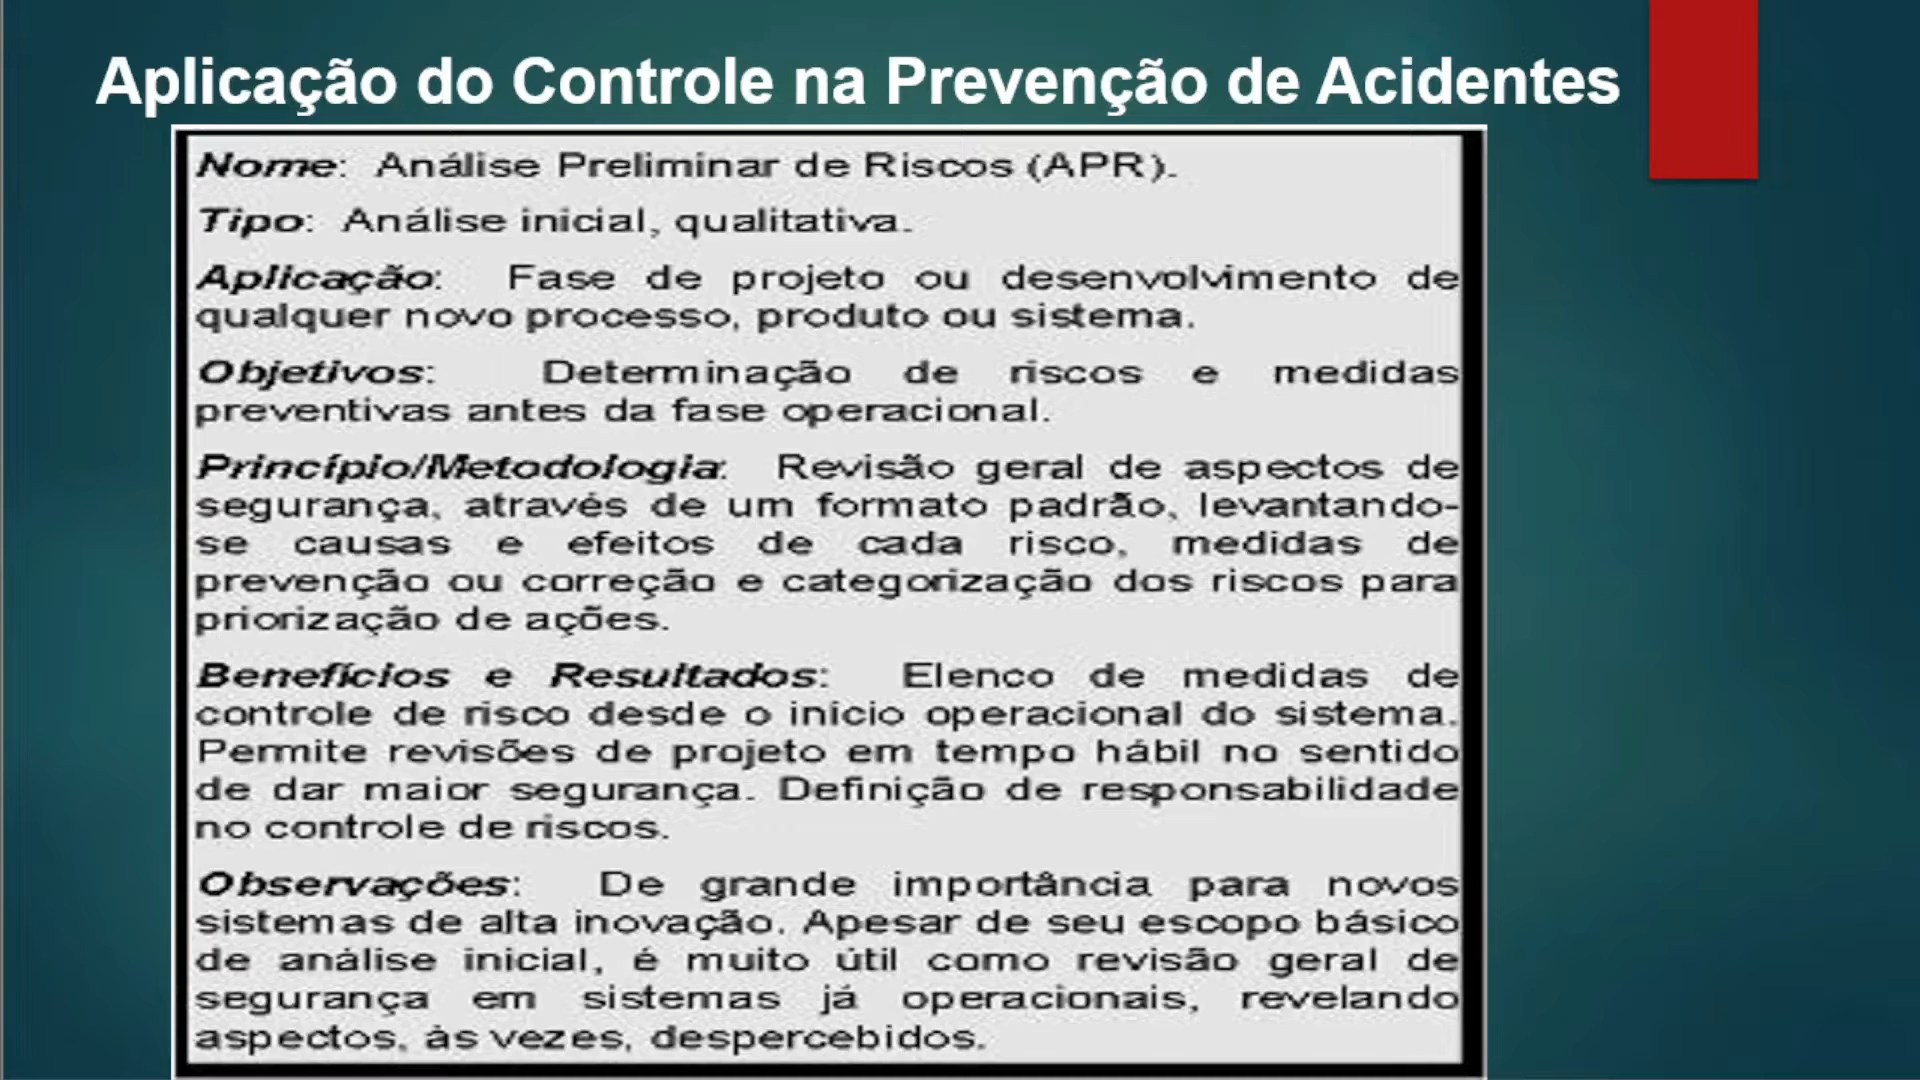 Aplicação do Controle na Prevenção de Acidentes
Nome: Análise Preliminar de Riscos (APR).
Tipo: Análise inicial, qualitativa.
Aplicação: Fase de projeto ou desenvolvimento de
qualquer novo processo, produto ou sistema.
Objetivos: Determinação de riscos e medidas
preventivas antes da fase operacional.
Princípio/Metodologia: Revisão geral de aspectos de
segurança, através de um formato padrão, levantando-
se causas e efeitos de cada risco, medidas de
prevenção ou correção e categorização dos riscos para
priorização de ações.
Benefícios e Resultados: Elenco de medidas de
controle de risco desde o início operacional do sistema.
Permite revisões de projeto em tempo hábil no sentido
de dar maior segurança. Definição de responsabilidade
no controle de riscos.
Observações: De grande importância para novos
sistemas de alta inovação. Apesar de seu escopo básico
de análise inicial, é muito útil como revisão geral de
segurança em sistemas já operacionais, revelando
aspectos, às vezes, despercebidos.